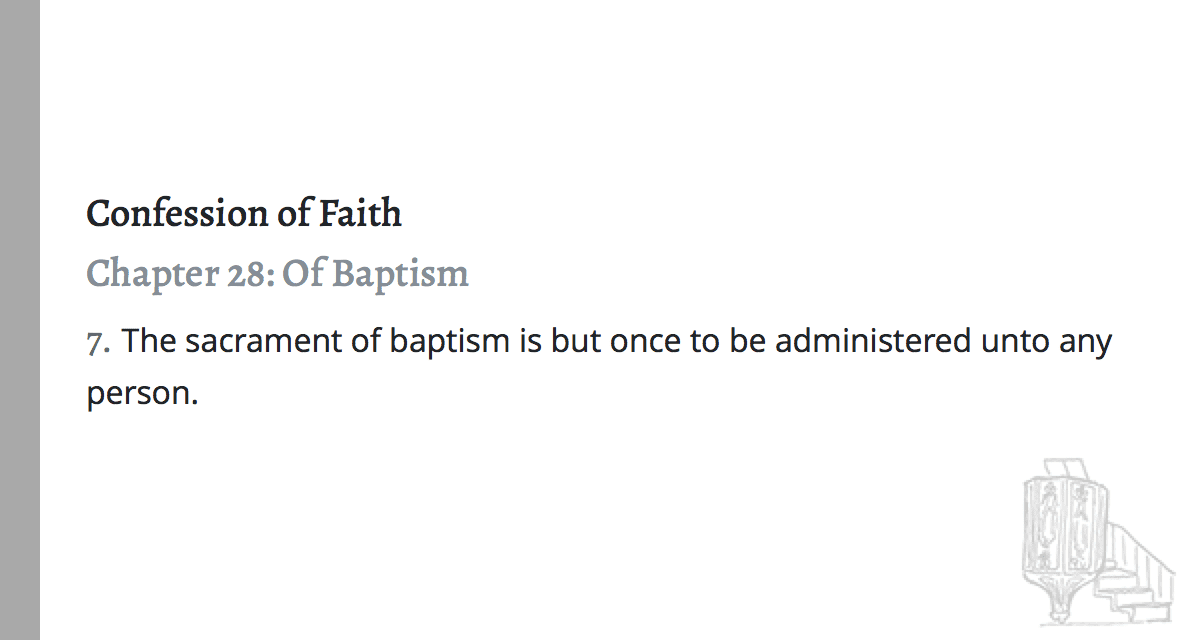 Confession of Faith
Chapter 28: Of Baptism
7. The sacrament of baptism is but once to be administered unto any
person.